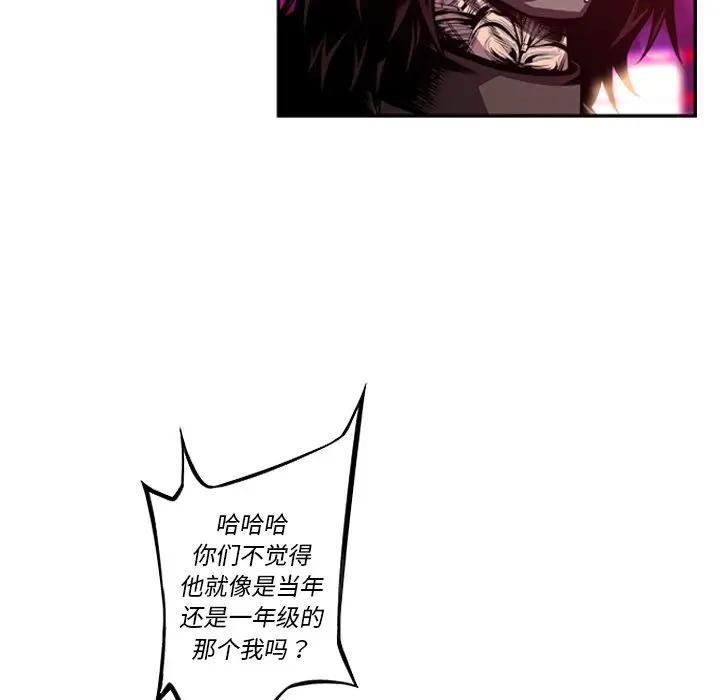 哈哈哈
你们不觉得
他就像是当年
还是一年级的
那个我吗？